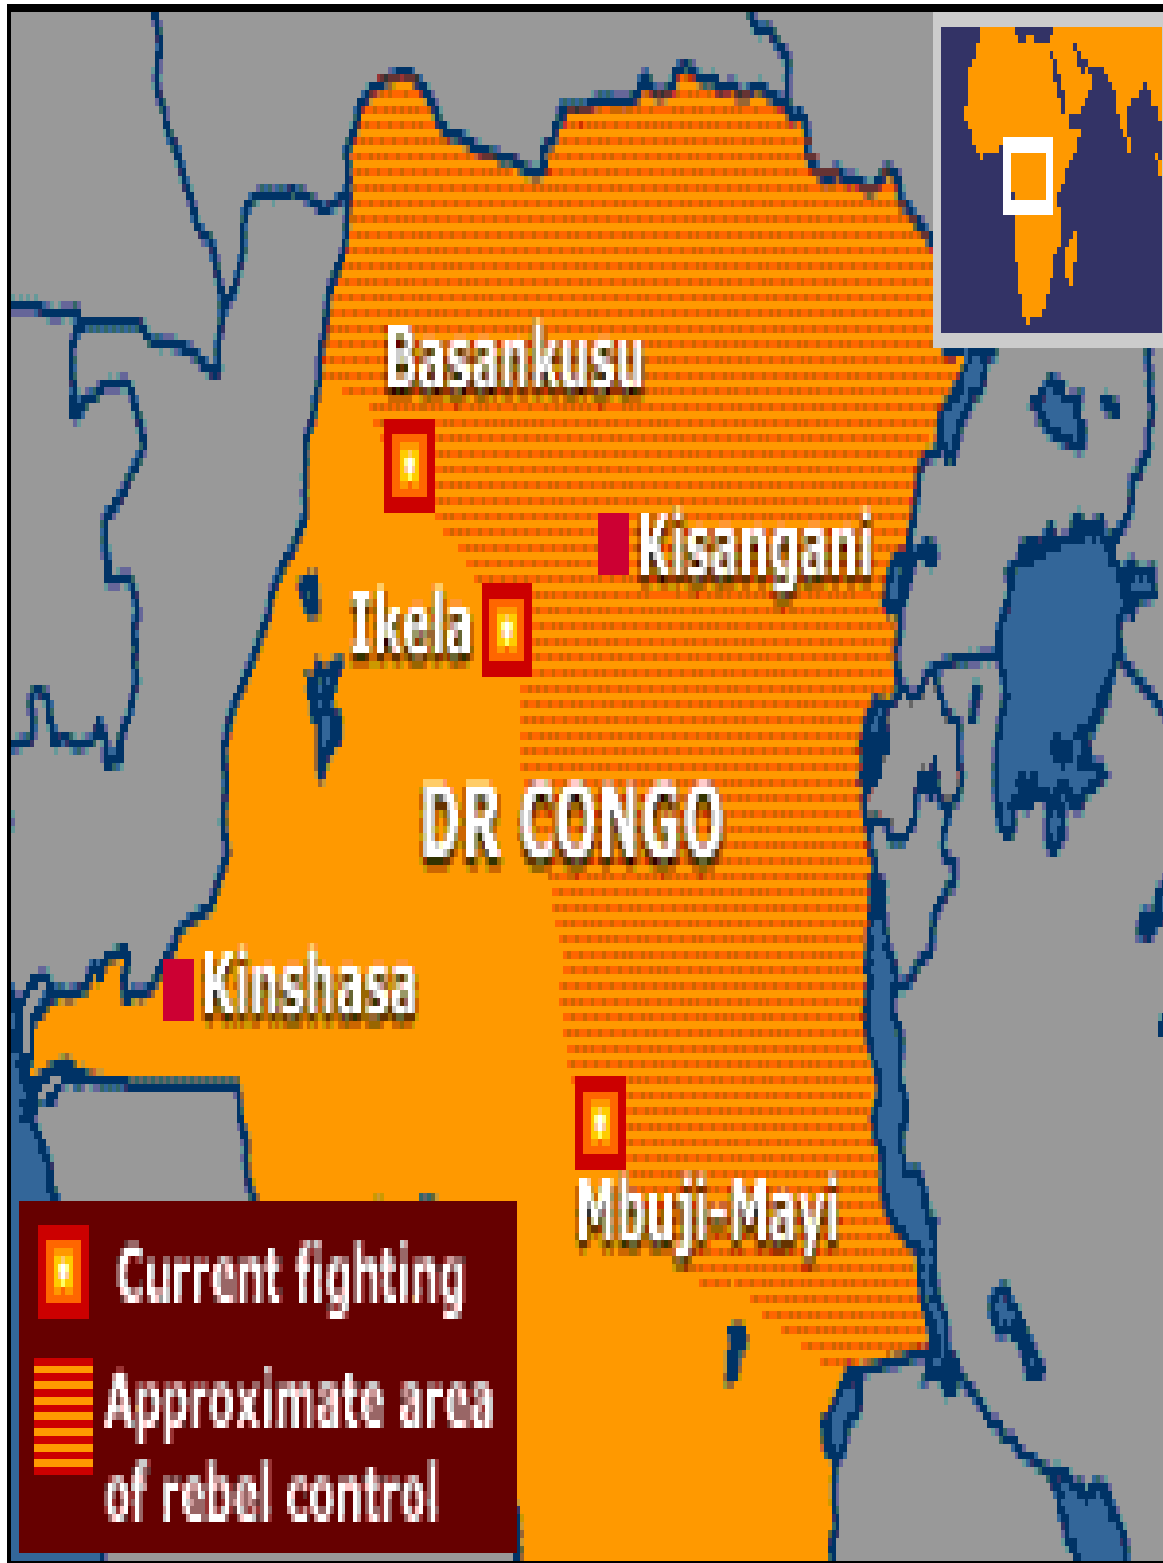 Basankusu
Kisangani
Ikela
DR CONGO
Kinshasa
Mbuji-Mayi
Current fighting
Approximate area
of rebel control